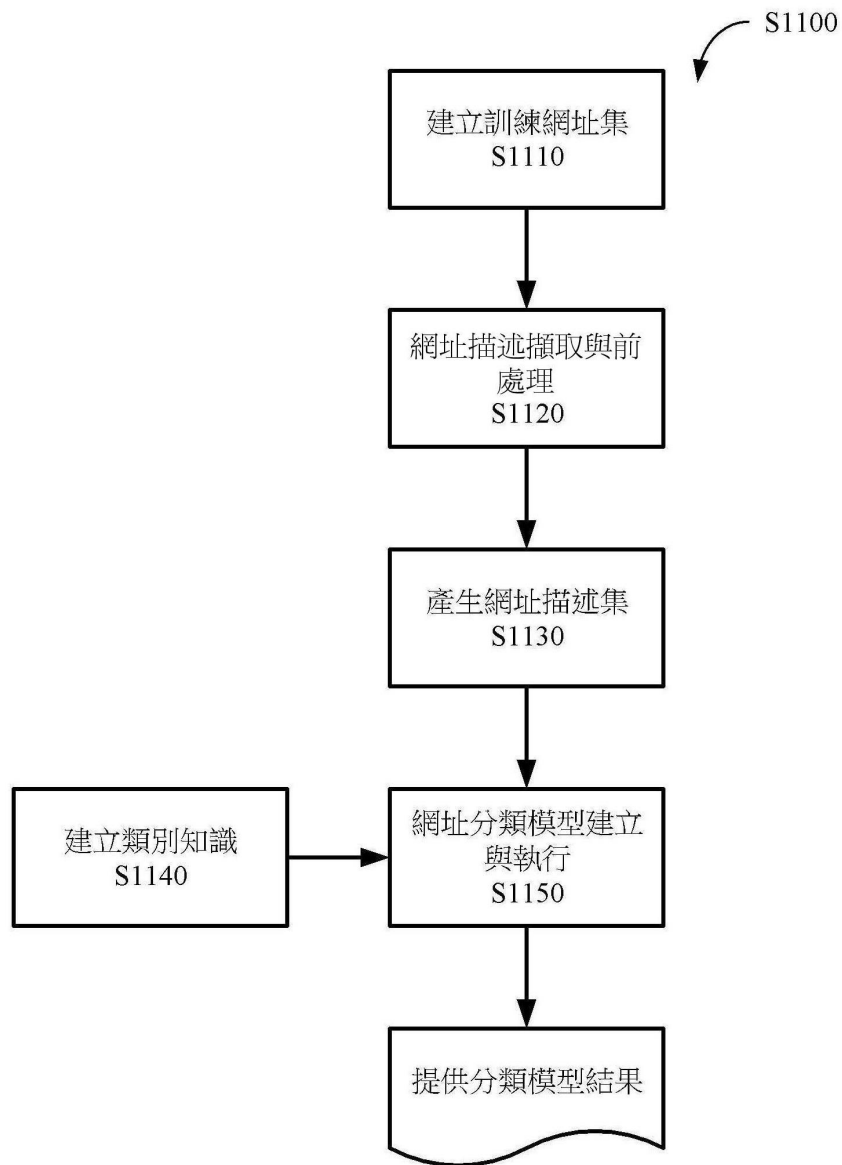 S1100
建立訓練網址集
S1110
網址描述擷取與前
處理
S1120
產生網址描述集
S1130
建立類別知識
S1140
網址分類模型建立
與執行
S1150
提供分類模型結果